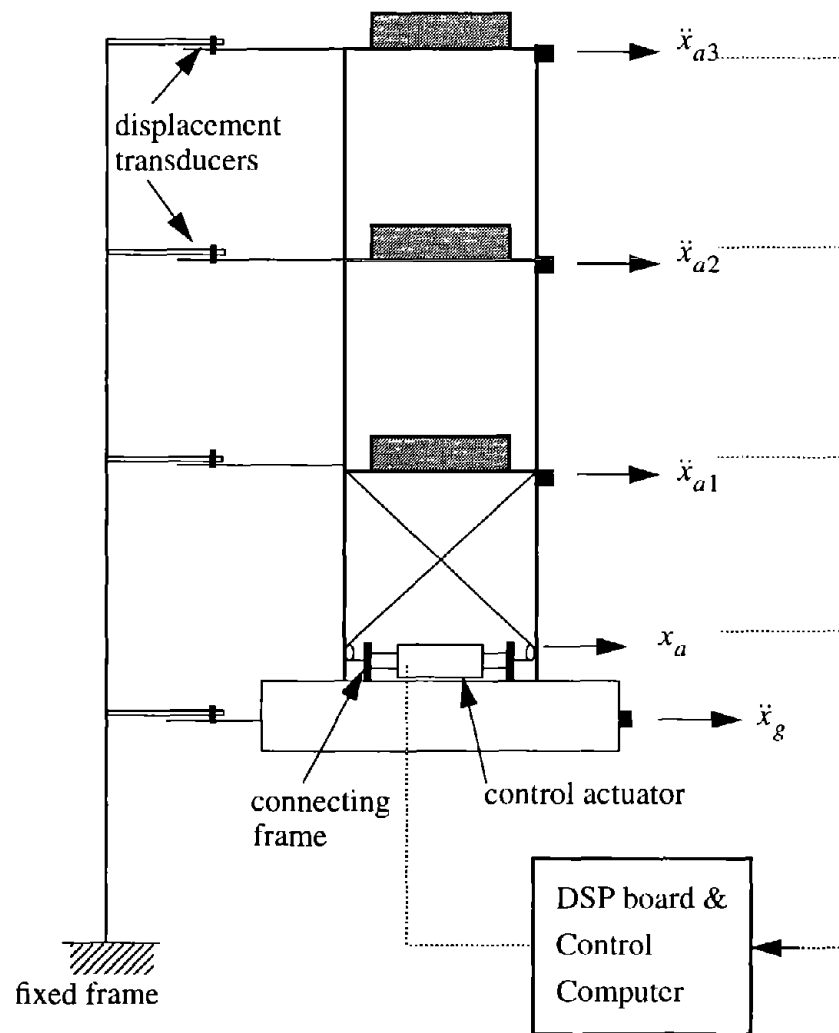 ẍa3
displacement
transducers
ẍa2
ẍa1
xa
ẍg
connecting
frame
control actuator
DSP board &
Control
Computer
fixed frame